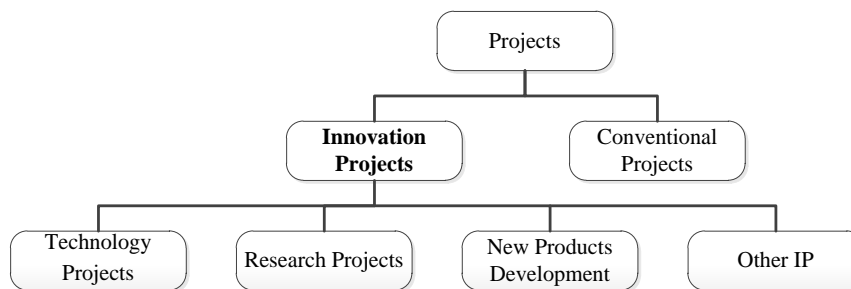 Projects
Innovation
Projects
Conventional
Projects
Technology
Projects
Research Projects
New Products
Development
Other IP